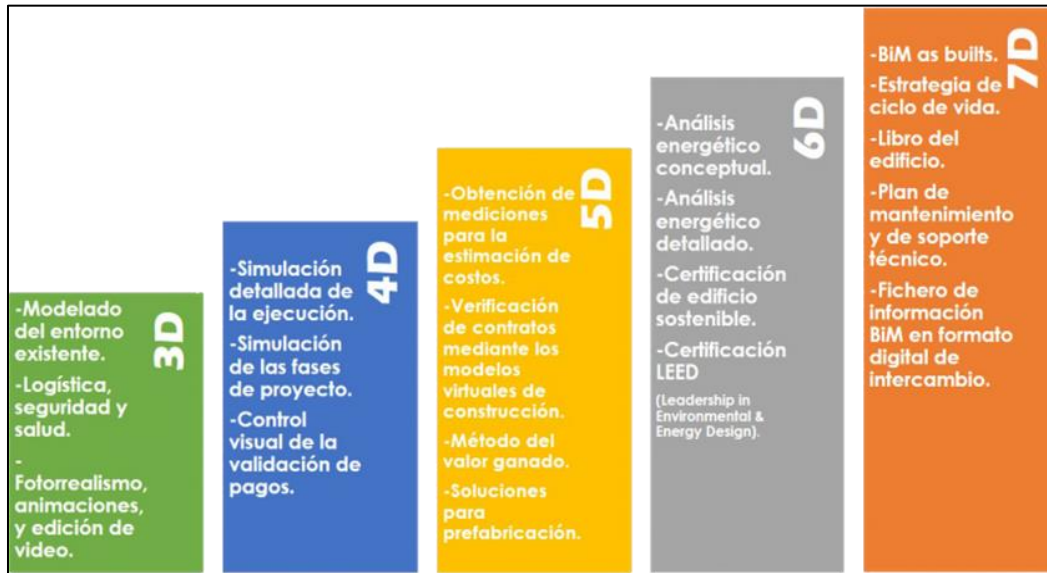 3D
-Modelado
del entorno
existente.
-Logística,
seguridad y
salud.
-
Fotorrealismo,
animaciones,
y edición de
video.
4D
-Simulación
detallada de
la ejecución.
-Simulación
de las fases
de proyecto.
-Control
visual de la
validación de
pagos.
5D
-Obtención de
mediciones
para la
estimación de
costos.
-Verificación
de contratos
mediante los
modelos
virtuales de
construcción.
-Método del
valor ganado.
-Soluciones
para
prefabricación.
6D
-Análisis
energético
conceptual.
-Análisis
energético
detallado.
-Certificación
de edificio
sostenible.
-Certificación
LEED
(Leadership in
Environmental &
Energy Design).
7D
-BiM as builts.
-Estrategia de
ciclo de vida.
-Libro del
edificio.
-Plan de
mantenimiento
y de soporte
técnico.
-Fichero de
información
BiM en formato
digital de
intercambio.